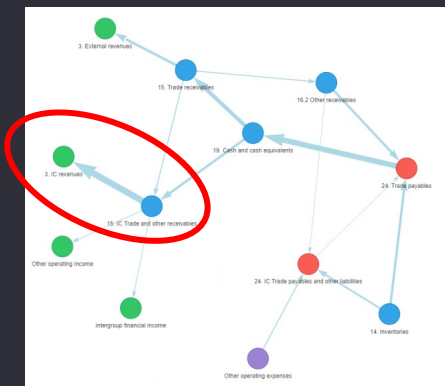 3. External revenues
15. Trade receivables
16.2 Other receivables
19. Cash and cash equivalents
3. IC revenues
24. Trade payables
15. IC Trade and other receivables
Other operating income
24. IC Trade payables and other liabilities
Intergroup financial income
14. Inventories
Other operating expenses